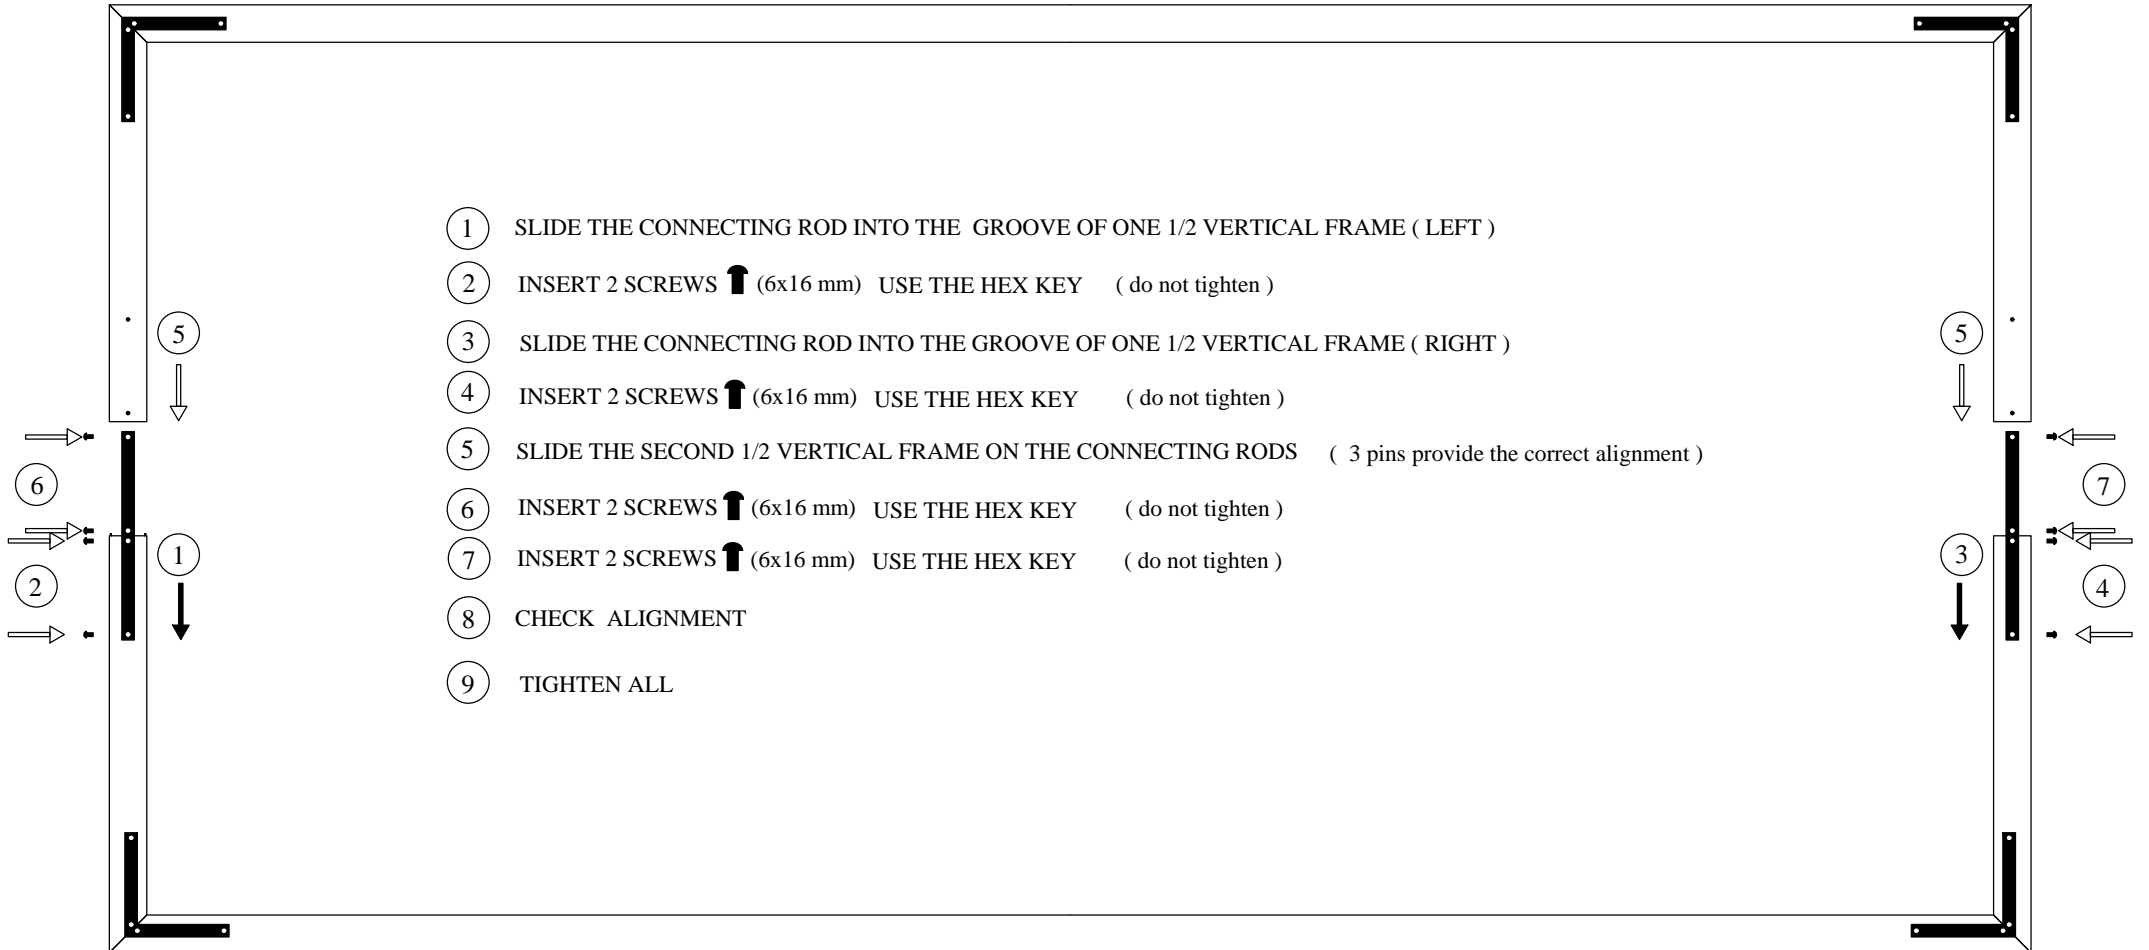 1 SLIDE THE CONNECTING ROD INTO THE GROOVE OF ONE 1/2 VERTICAL FRAME ( LEFT )
2 INSERT 2 SCREWS (6x16 mm) USE THE HEX KEY ( do not tighten )
3 SLIDE THE CONNECTING ROD INTO THE GROOVE OF ONE 1/2 VERTICAL FRAME ( RIGHT )
4 INSERT 2 SCREWS (6x16 mm) USE THE HEX KEY ( do not tighten )
5 SLIDE THE SECOND 1/2 VERTICAL FRAME ON THE CONNECTING RODS ( 3 pins provide the correct alignment )
6 INSERT 2 SCREWS (6x16 mm) USE THE HEX KEY ( do not tighten )
7 INSERT 2 SCREWS (6x16 mm) USE THE HEX KEY ( do not tighten )
8 CHECK ALIGNMENT
9 TIGHTEN ALL
5
6
1
2
5
7
3
4